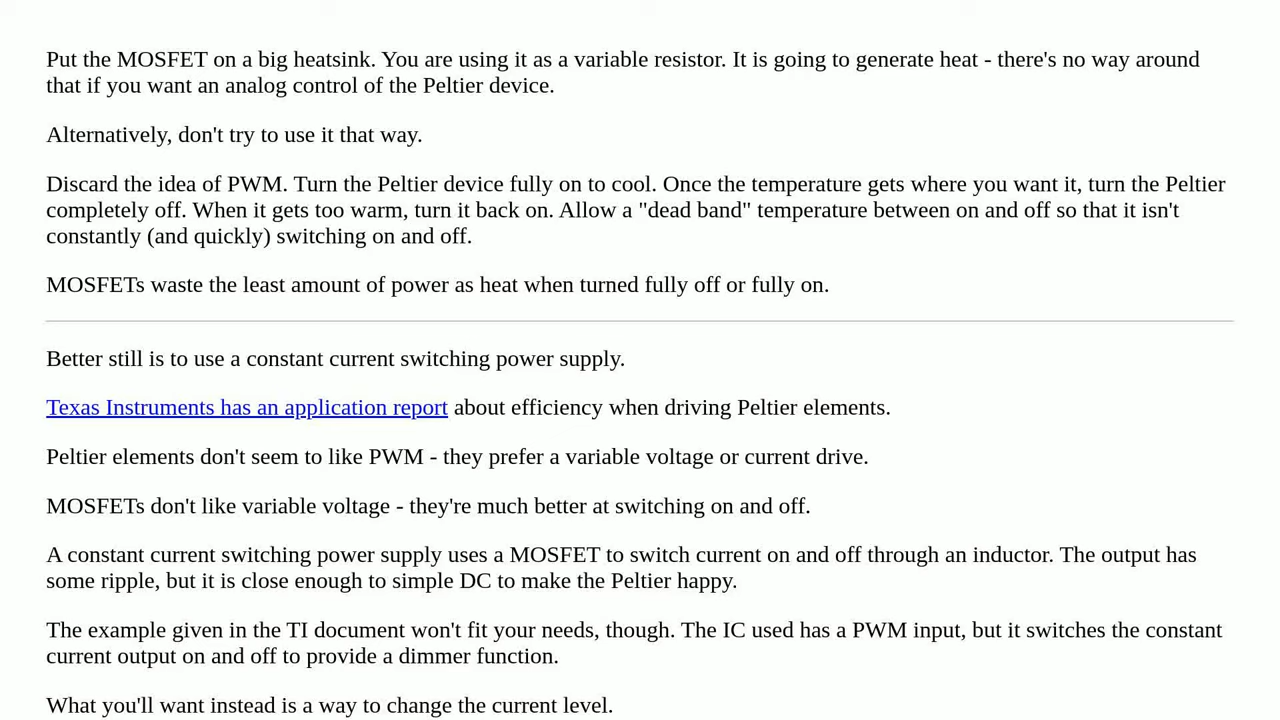 Put the MOSFET on a big heatsink. You are using it as a variable resistor. It is going to generate heat - there's no way around
that if you want an analog control of the Peltier device.
Alternatively, don't try to use it that way.
Discard the idea of PWM. Turn the Peltier device fully on to cool. Once the temperature gets where you want it, turn the Peltier
completely off. When it gets too warm, turn it back on. Allow a "dead band" temperature between on and off so that it isn't
constantly (and quickly) switching on and off.
MOSFETs waste the least amount of power as heat when turned fully off or fully on.
Better still is to use a constant current switching power supply.
Texas Instruments has an application report about efficiency when driving Peltier elements.
Peltier elements don't seem to like PWM - they prefer a variable voltage or current drive.
MOSFETs don't like variable voltage - they're much better at switching on and off.
A constant current switching power supply uses a MOSFET to switch current on and off through an inductor. The output has
some ripple, but it is close enough to simple DC to make the Peltier happy.
The example given in the TI document won't fit your needs, though. The IC used has a PWM input, but it switches the constant
current output on and off to provide a dimmer function.
What you'll want instead is a way to change the current level.